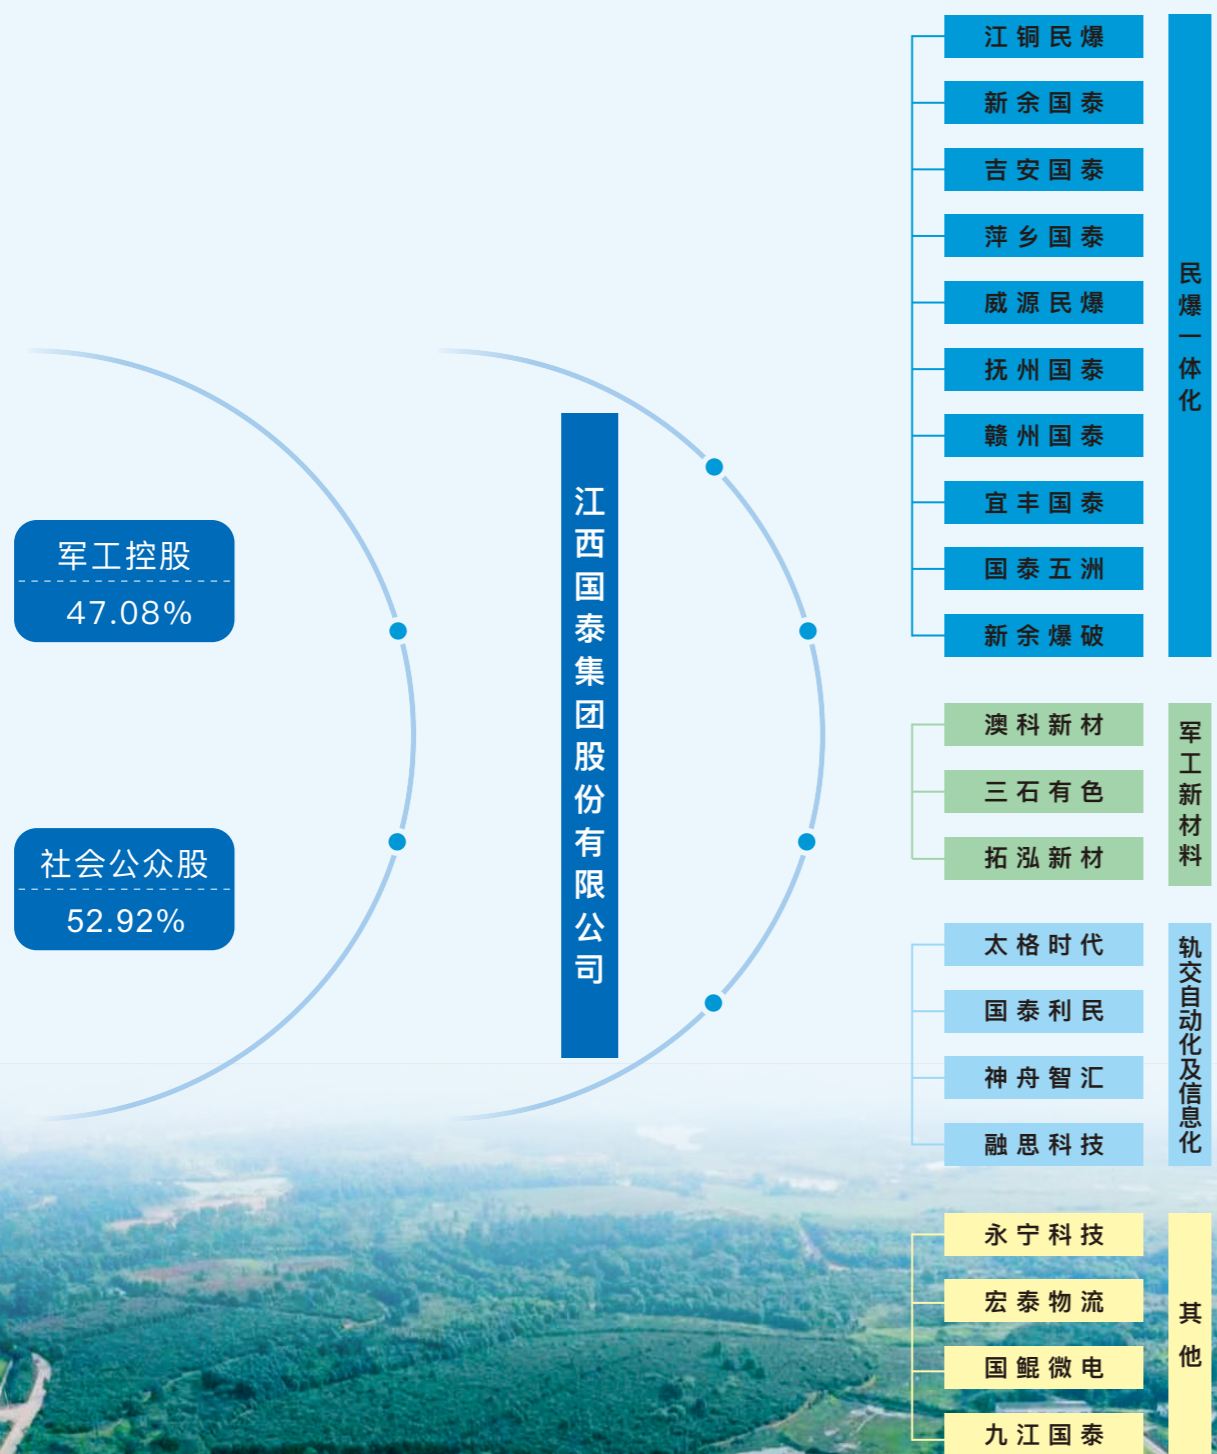 军工控股
47.08%
社会公众股
52.92%
江西国泰集团股份有限公司
江铜民爆
新余国泰
吉安国泰
萍乡国泰
威源民爆
抚州国泰
赣州国泰
宜丰国泰
国泰五洲
新余爆破
民爆一体化
澳科新材
三石有色
拓泓新材
军工新材料
太格时代
国泰利民
神舟智汇
融思科技
轨交自动化及信息化
永宁科技
宏泰物流
国鲲微电
九江国泰
其他